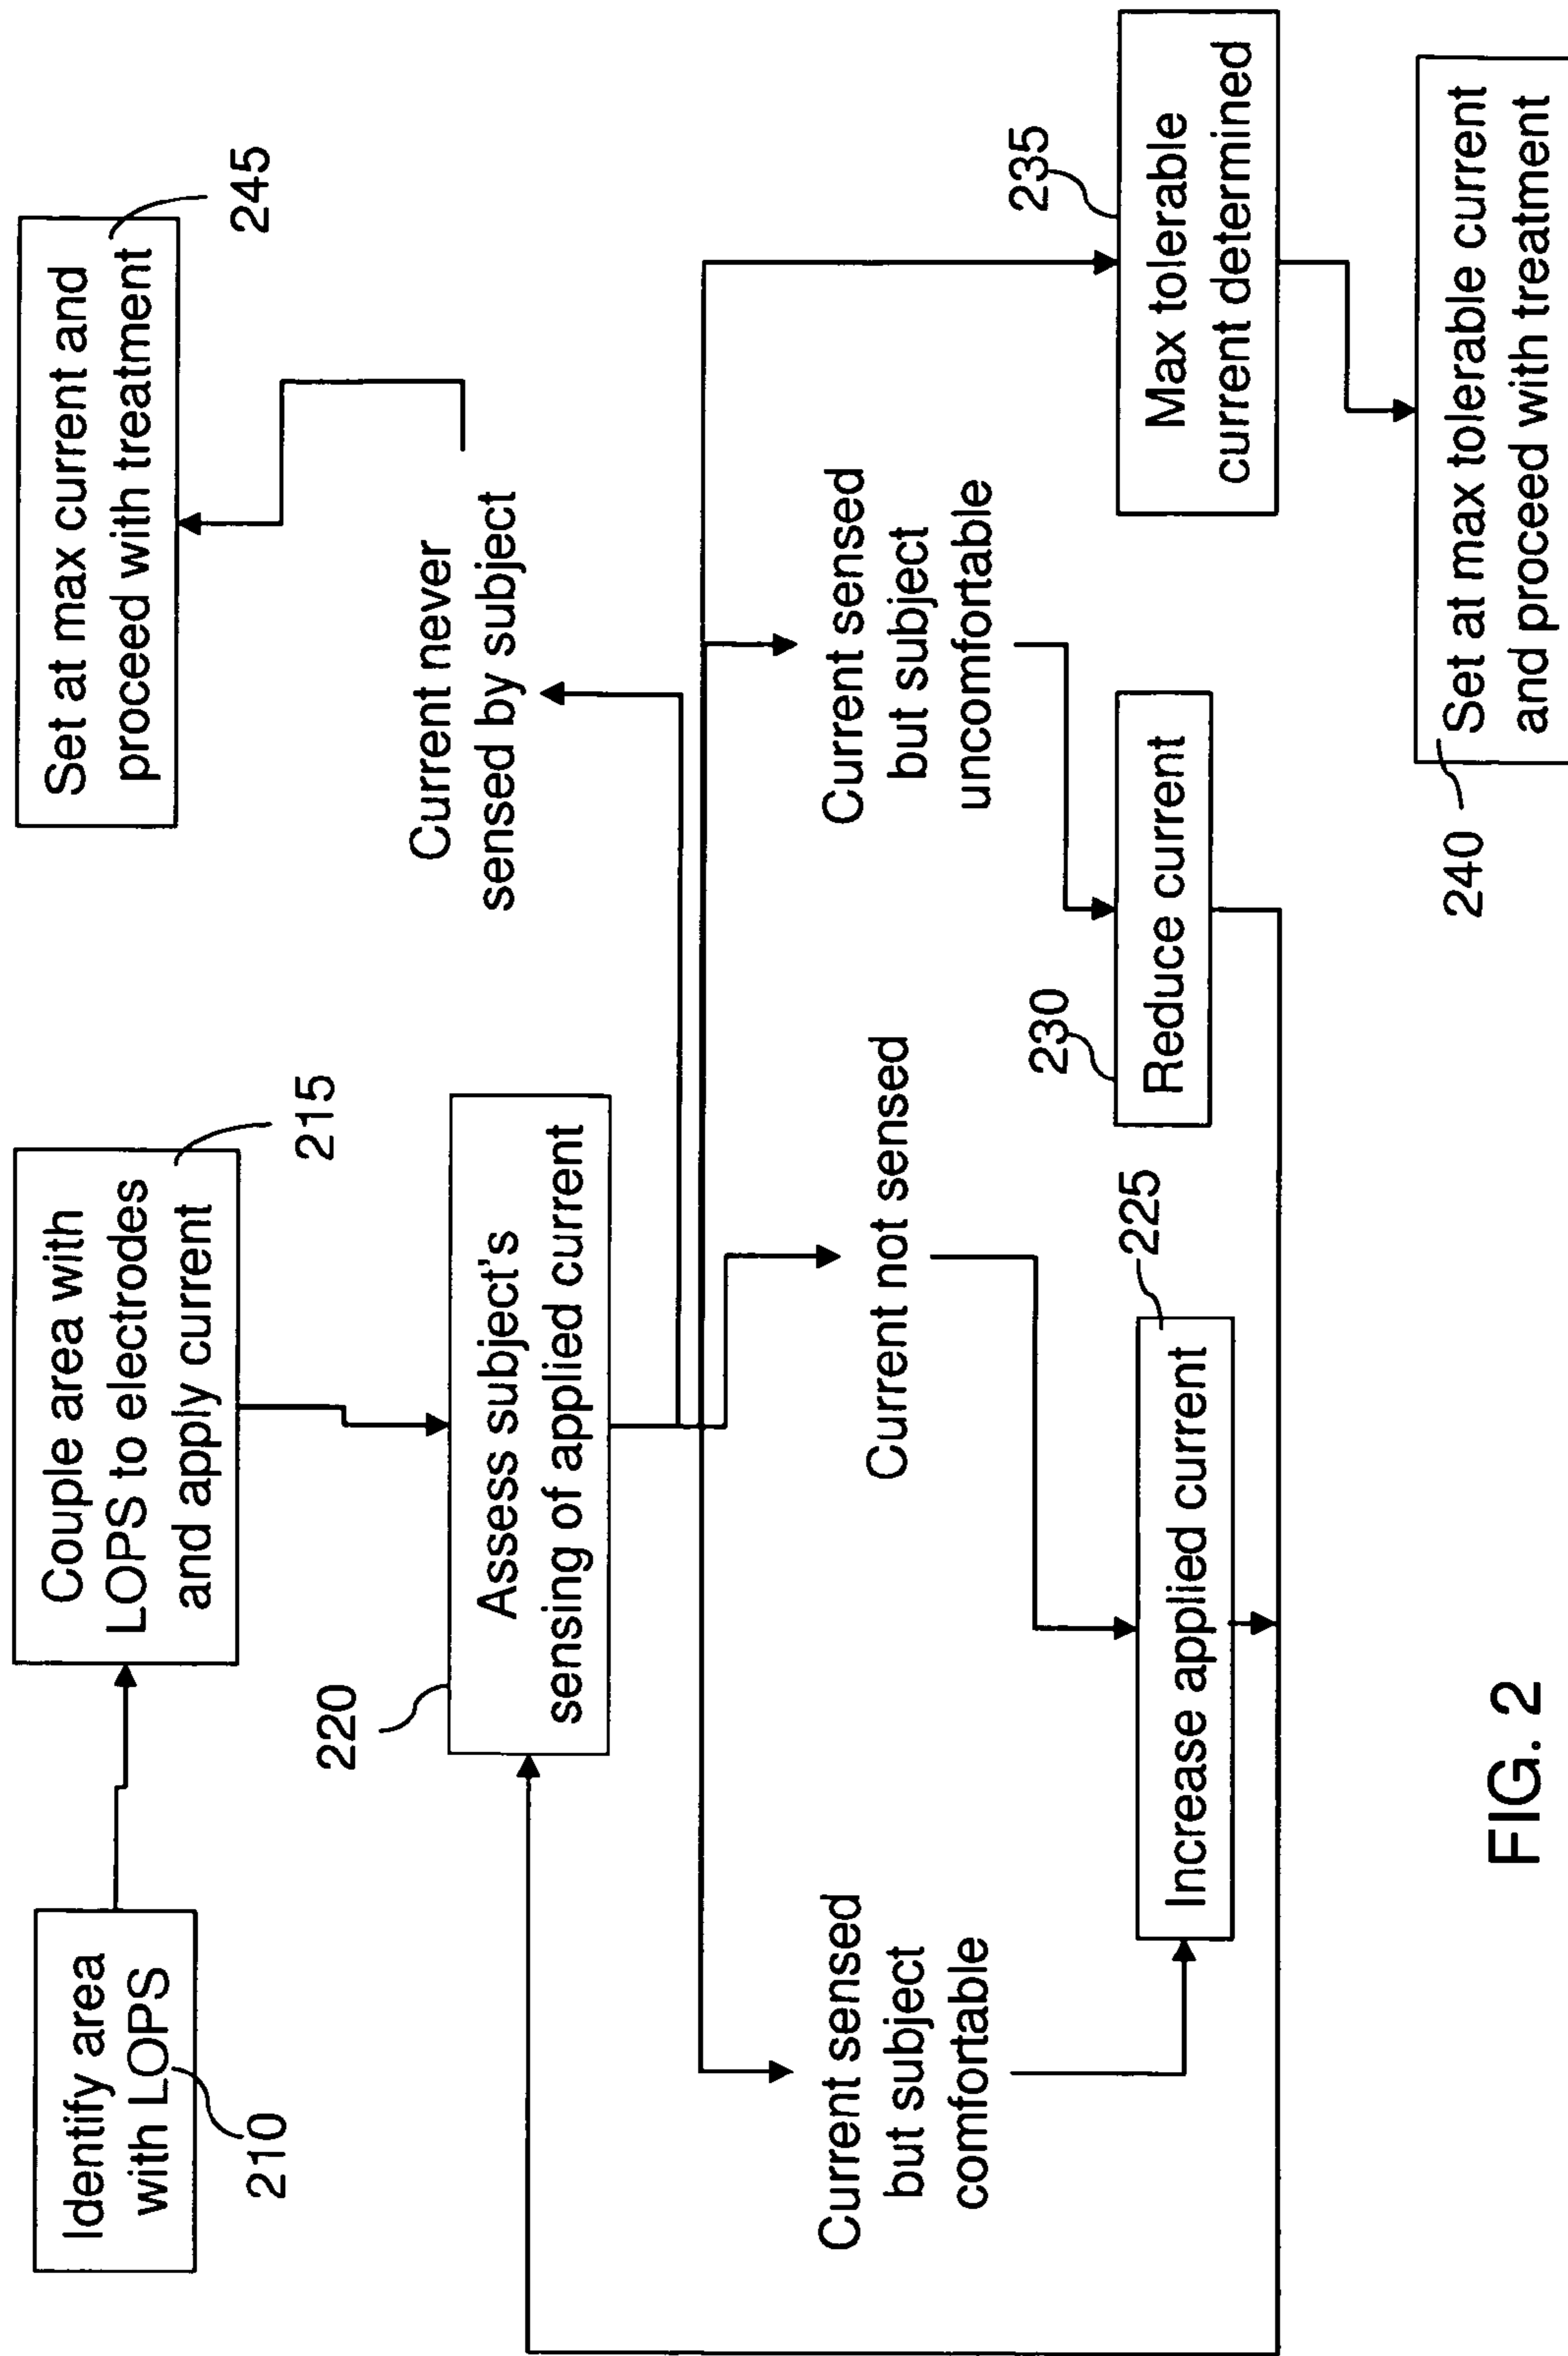 Identify area
with LOPS
210
Couple area with
LOPS to electrodes
and apply current
215
Set at max current and
proceed with treatment
245
220
Assess subject's
sensing of applied current
Current never
sensed by subject
Current sensed
but subject
comfortable
Current not sensed
Current sensed
but subject
uncomfortable
Increase applied current
225
230
Reduce current
235
Max tolerable
current determined
240
Set at max tolerable current
and proceed with treatment
FIG. 2